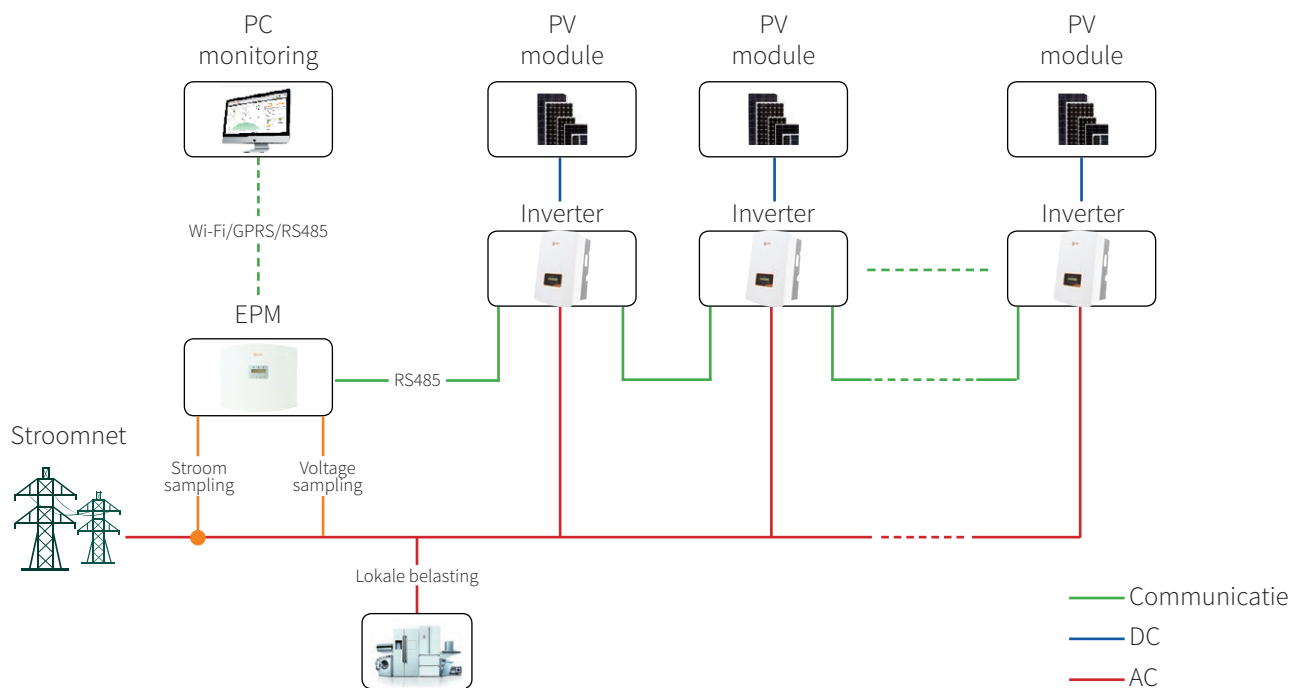 PC
monitoring
PV
module
PV
module
PV
module
Wi-Fi/GPRS/RS485
Inverter
Inverter
Inverter
EPM
RS485
Stroomnet
Stroom
sampling
Voltage
sampling
Lokale belasting
Communicatie
DC
AC